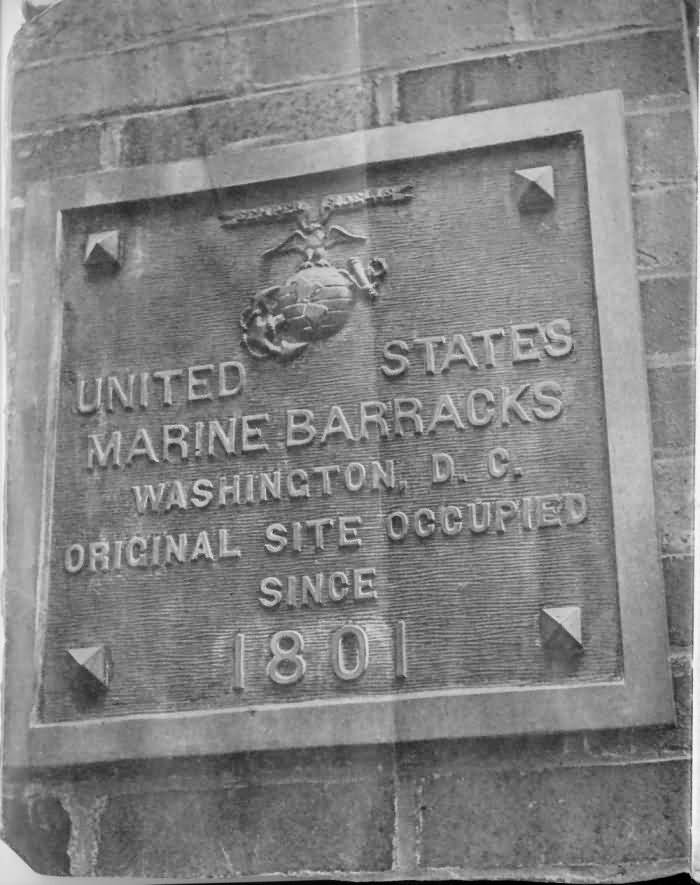 UNITED STATES
MARINE BARRACKS
WASHINGTON, D. C.
ORIGINAL SITE OCCUPIED
SINCE
1801